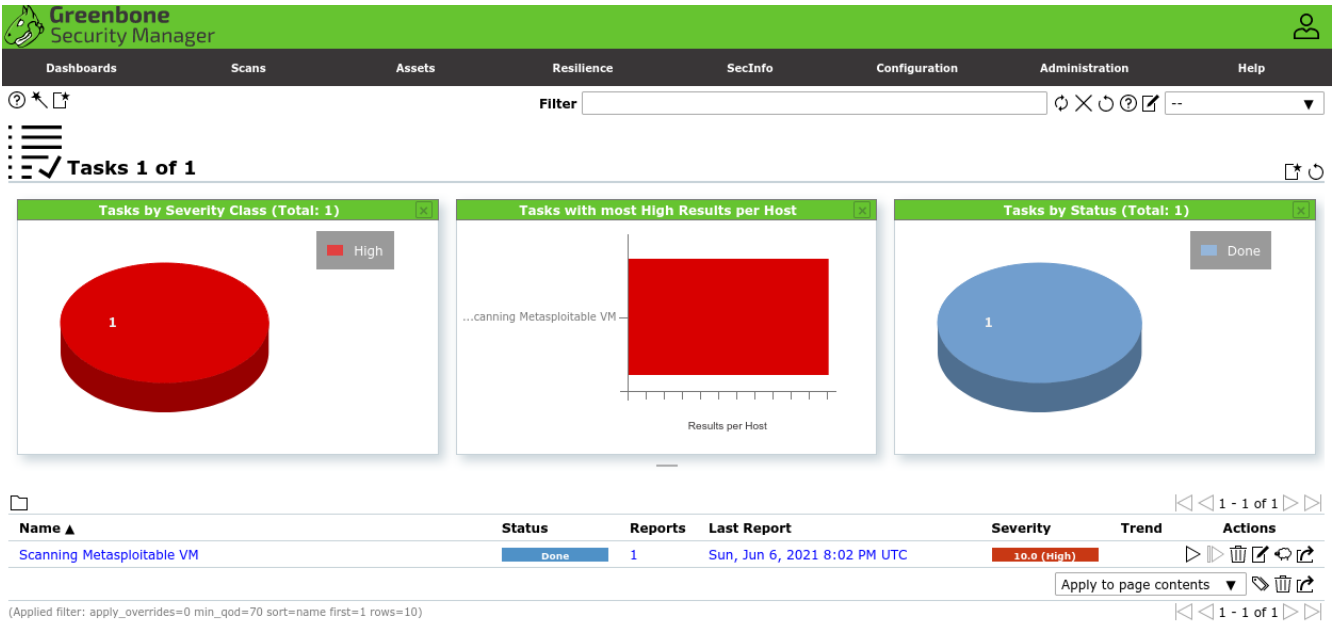 Greenbone
Security Manager
Dashboards Scans Assets Resilience SecInfo Configuration Administration Help
Filter --
Tasks 1 of 1
Tasks by Severity Class (Total: 1)
High
1
Tasks with most High Results per Host
...canning Metasploitable VM
Results per Host
Tasks by Status (Total: 1)
Done
1
1 - 1 of 1
Name ▲ Status Reports Last Report Severity Trend Actions
Scanning Metasploitable VM Done 1 Sun, Jun 6, 2021 8:02 PM UTC 10.0 (High)
Apply to page contents ▼
(Applied filter: apply_overrides=0 min_qod=70 sort=name first=1 rows=10) 1 - 1 of 1